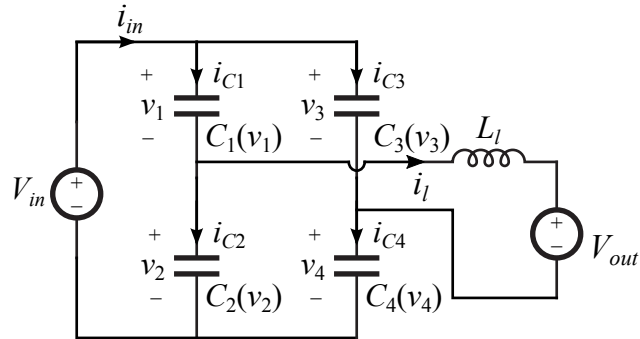 i_in
+ i_C1 + i_C3
v_1 v_3
− C_1(v_1) − C_3(v_3) L_l
V_in + − i_l
+ i_C2 + i_C4 + −
v_2 v_4 V_out
− C_2(v_2) − C_4(v_4)